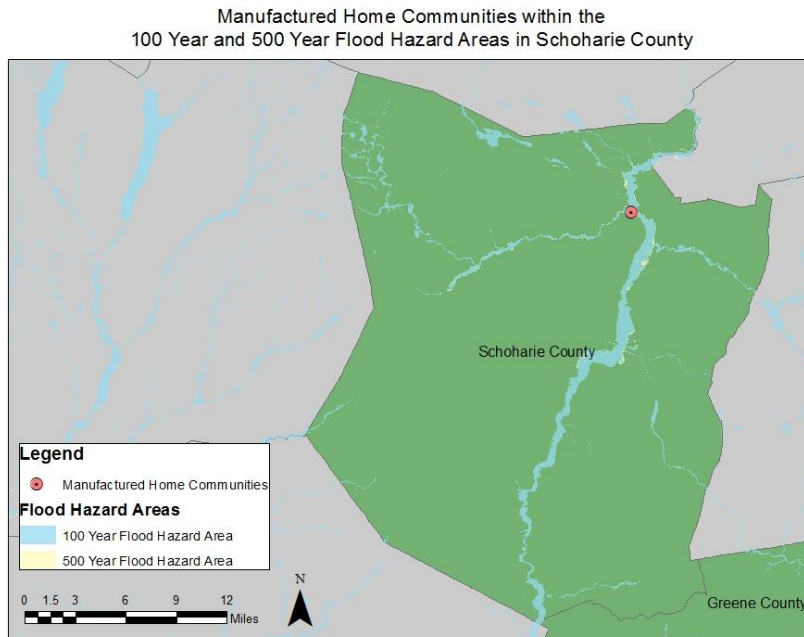 Manufactured Home Communities within the
100 Year and 500 Year Flood Hazard Areas in Schoharie County
Schoharie County
Legend
Manufactured Home Communities
Flood Hazard Areas
100 Year Flood Hazard Area
500 Year Flood Hazard Area
0 1.5 3 6 9 12
Miles
N
Greene County